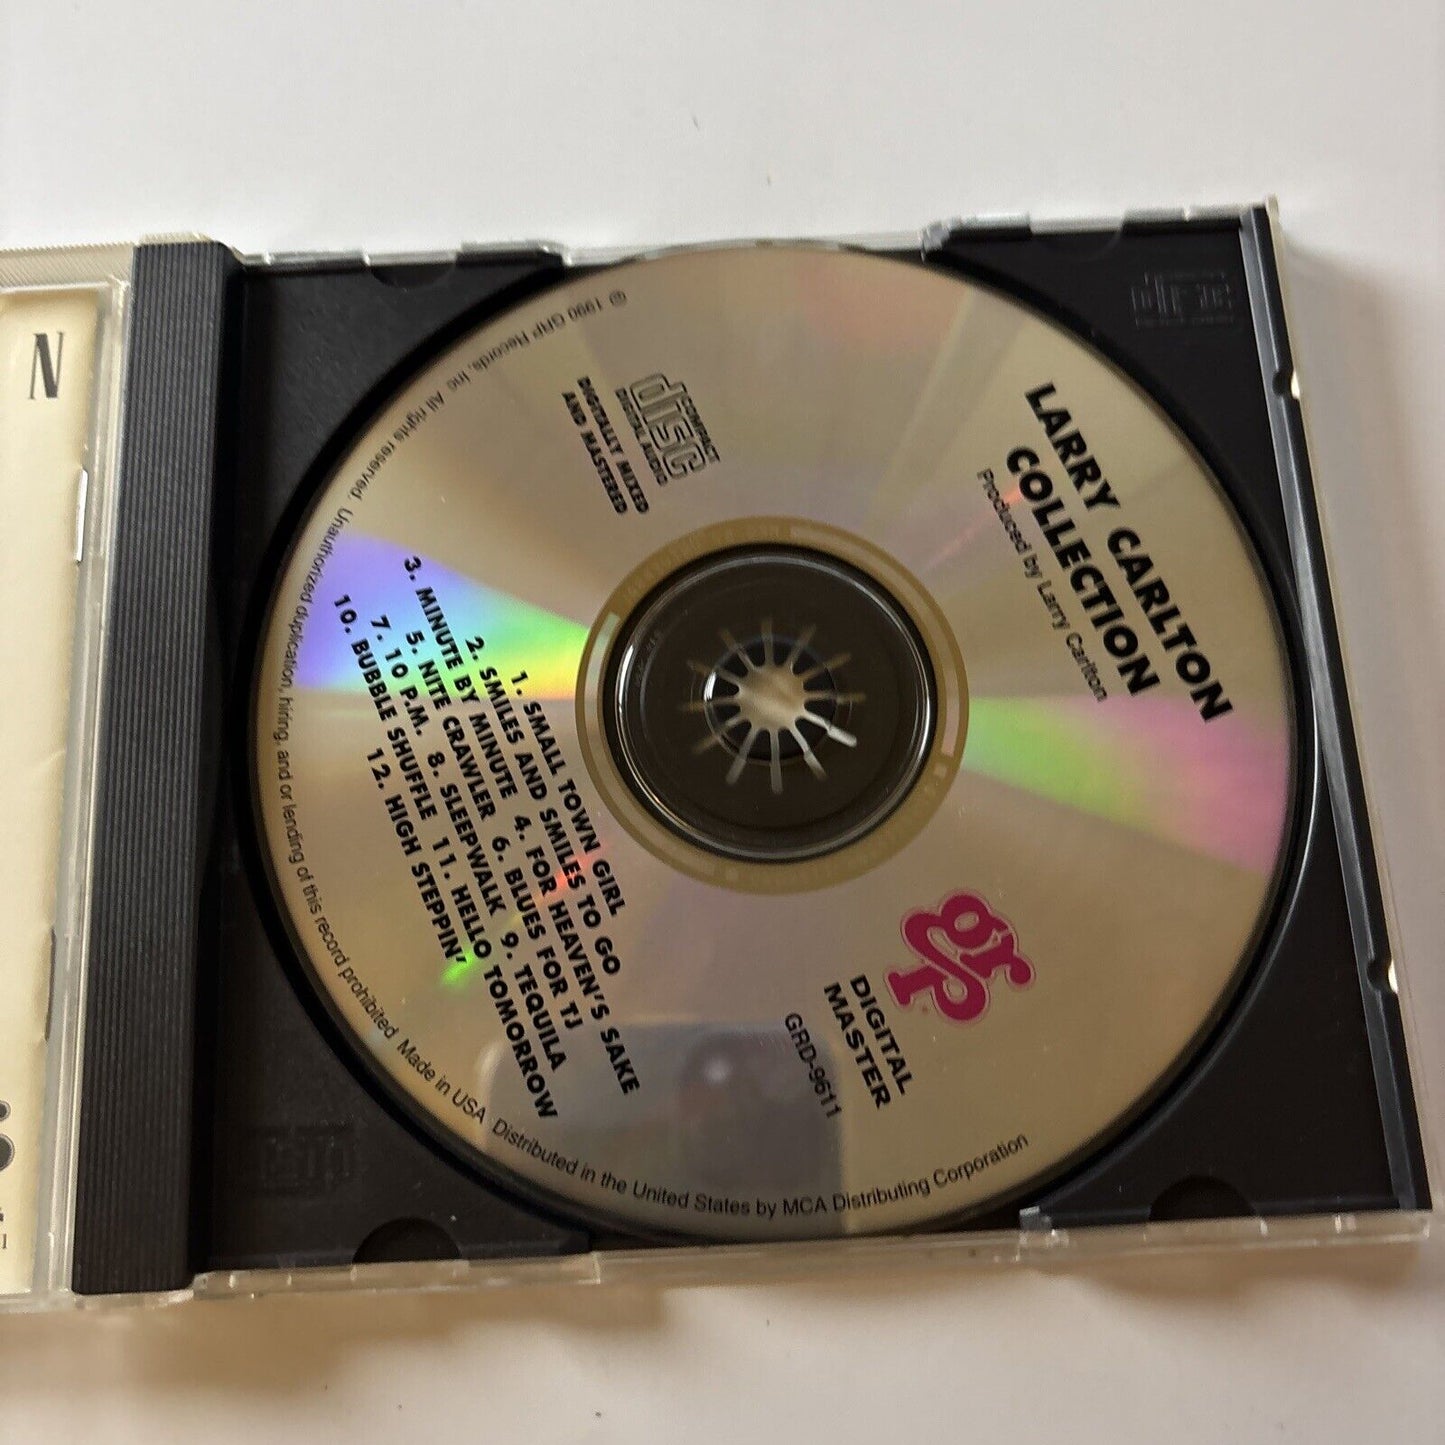 LARRY CARLTON
COLLECTION
Produced by Larry Carlton
COMPACT
disc
DIGITAL AUDIO
DIGITALLY MIXED
AND MASTERED
grp
®
DIGITAL
MASTER
GRD-9611
1. SMALL TOWN GIRL
2. SMILES AND SMILES TO GO
3. MINUTE BY MINUTE 4. FOR HEAVEN'S SAKE
5. NITE CRAWLER 6. BLUES FOR TJ
7. 10 P.M. 8. SLEEPWALK 9. TEQUILA
10. BUBBLE SHUFFLE 11. HELLO TOMORROW
12. HIGH STEPPIN'
℗ 1990 GRP Records, Inc All rights reserved. Unauthorized duplication, hiring, and or lending of this record prohibited Made in USA Distributed in the United States by MCA Distributing Corporation
N